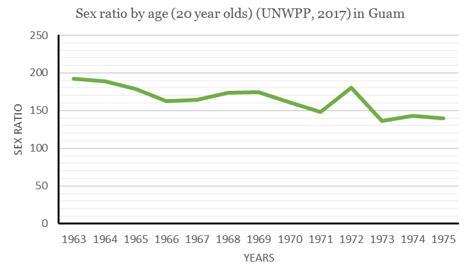 Sex ratio by age (20 year olds) (UNWPP, 2017) in Guam
250
200
150
100
50
0
SEX RATIO
1963 1964 1965 1966 1967 1968 1969 1970 1971 1972 1973 1974 1975
YEARS